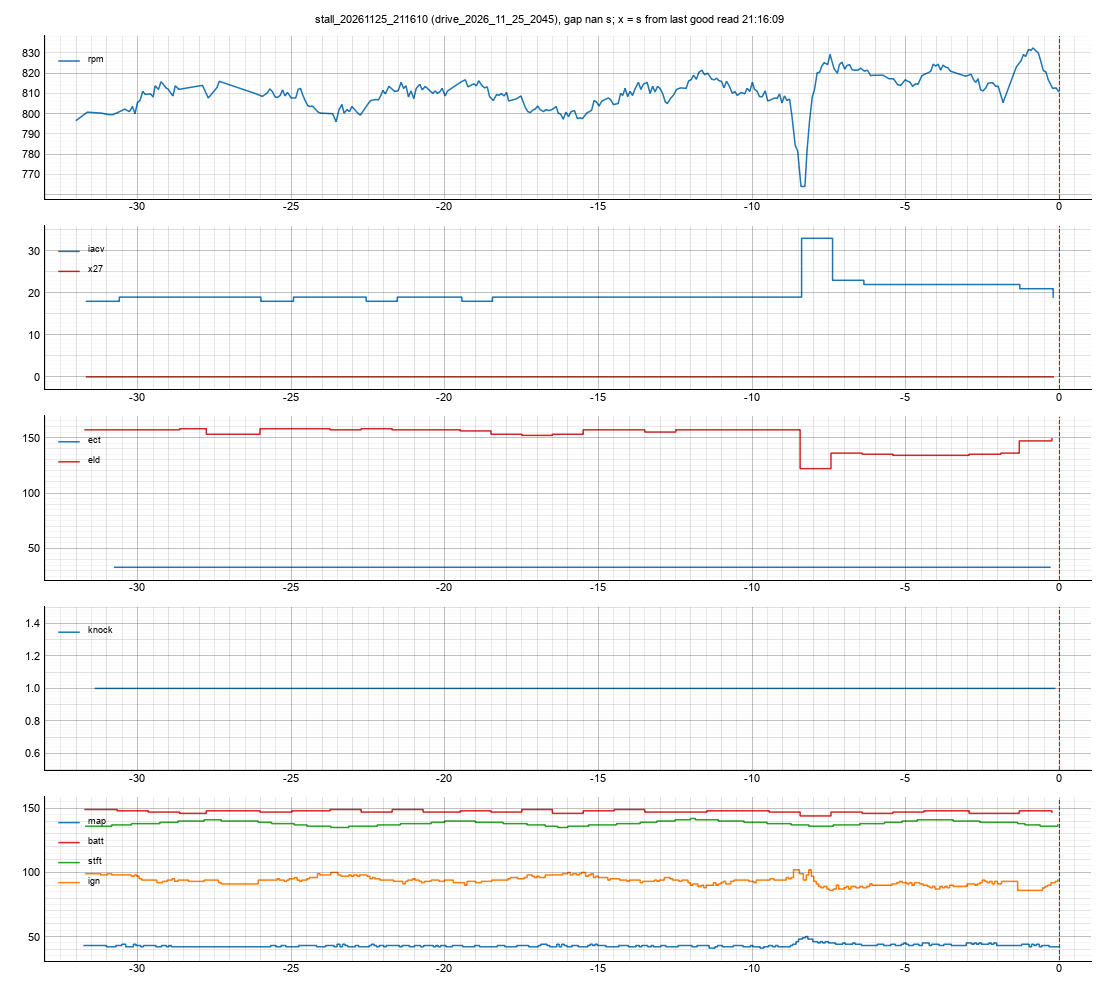 stall_20261125_211610 (drive_2026_11_25_2045), gap nan s; x = s from last good read 21:16:09
rpm
830
820
810
800
790
780
770
-30 -25 -20 -15 -10 -5 0
iacv
x27
30
20
10
0
-30 -25 -20 -15 -10 -5 0
ect
eld
150
100
50
-30 -25 -20 -15 -10 -5 0
knock
1.4
1.2
1.0
0.8
0.6
-30 -25 -20 -15 -10 -5 0
map
batt
stft
ign
150
100
50
-30 -25 -20 -15 -10 -5 0